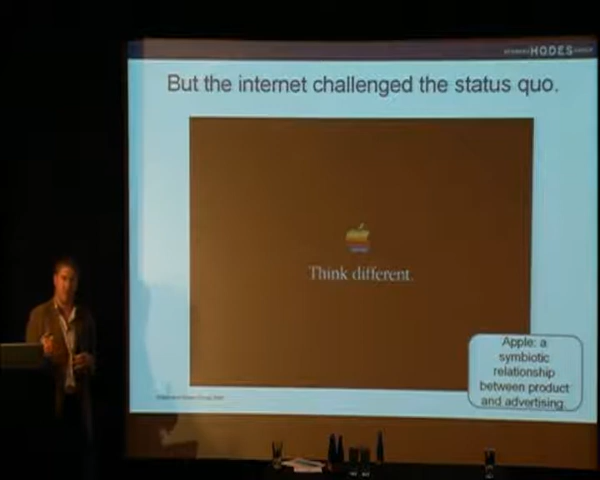 HODES
But the internet challenged the status quo.
Think different.
Apple: a
symbiotic
relationship
between product
and advertising.